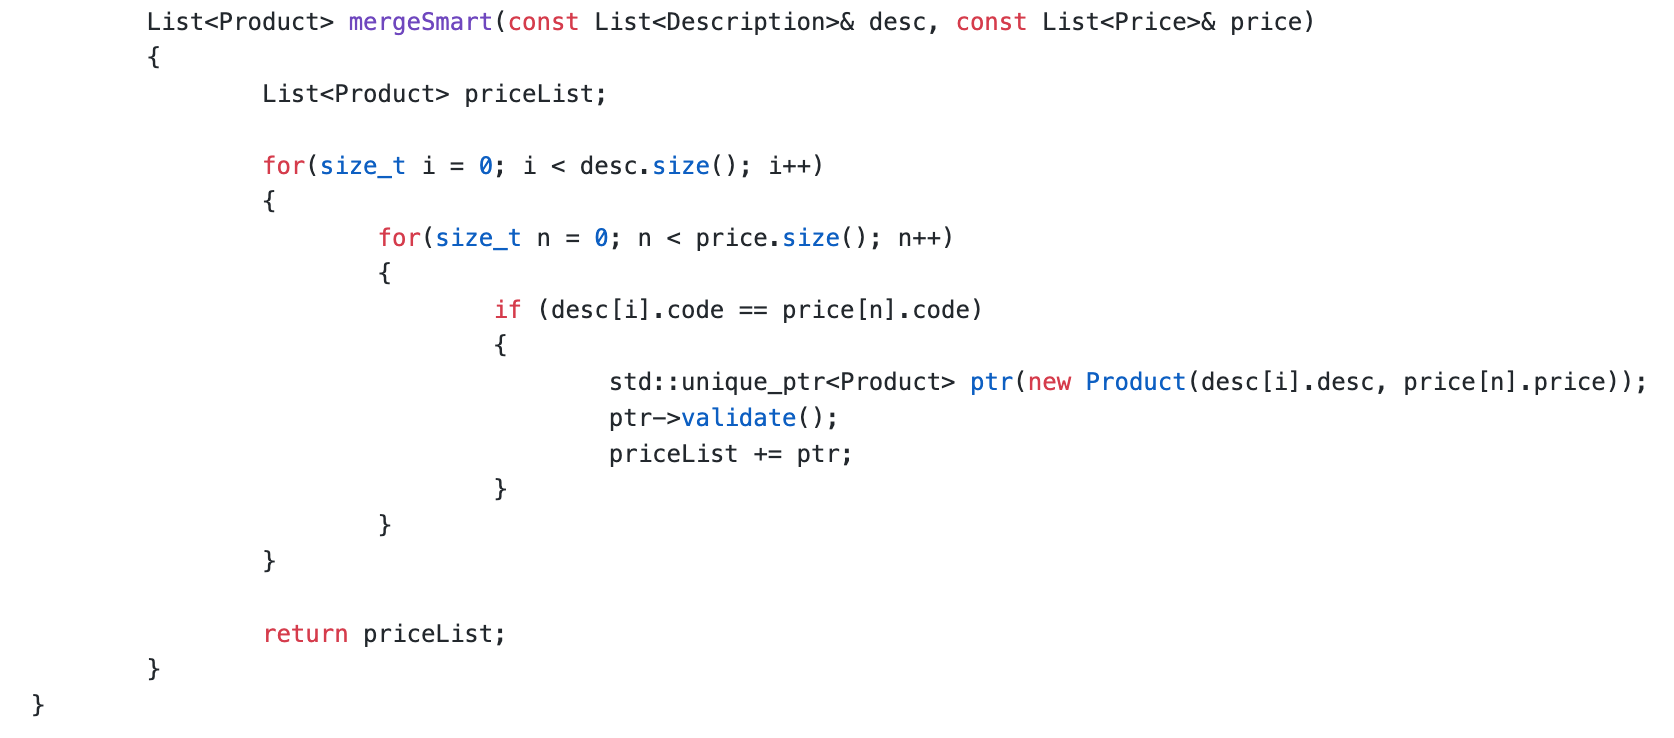 List<Product> mergeSmart(const List<Description>& desc, const List<Price>& price)
{
List<Product> priceList;
for(size_t i = 0; i < desc.size(); i++)
{
for(size_t n = 0; n < price.size(); n++)
{
if (desc[i].code == price[n].code)
{
std::unique_ptr<Product> ptr(new Product(desc[i].desc, price[n].price));
ptr->validate();
priceList += ptr;
}
}
}
return priceList;
}
}